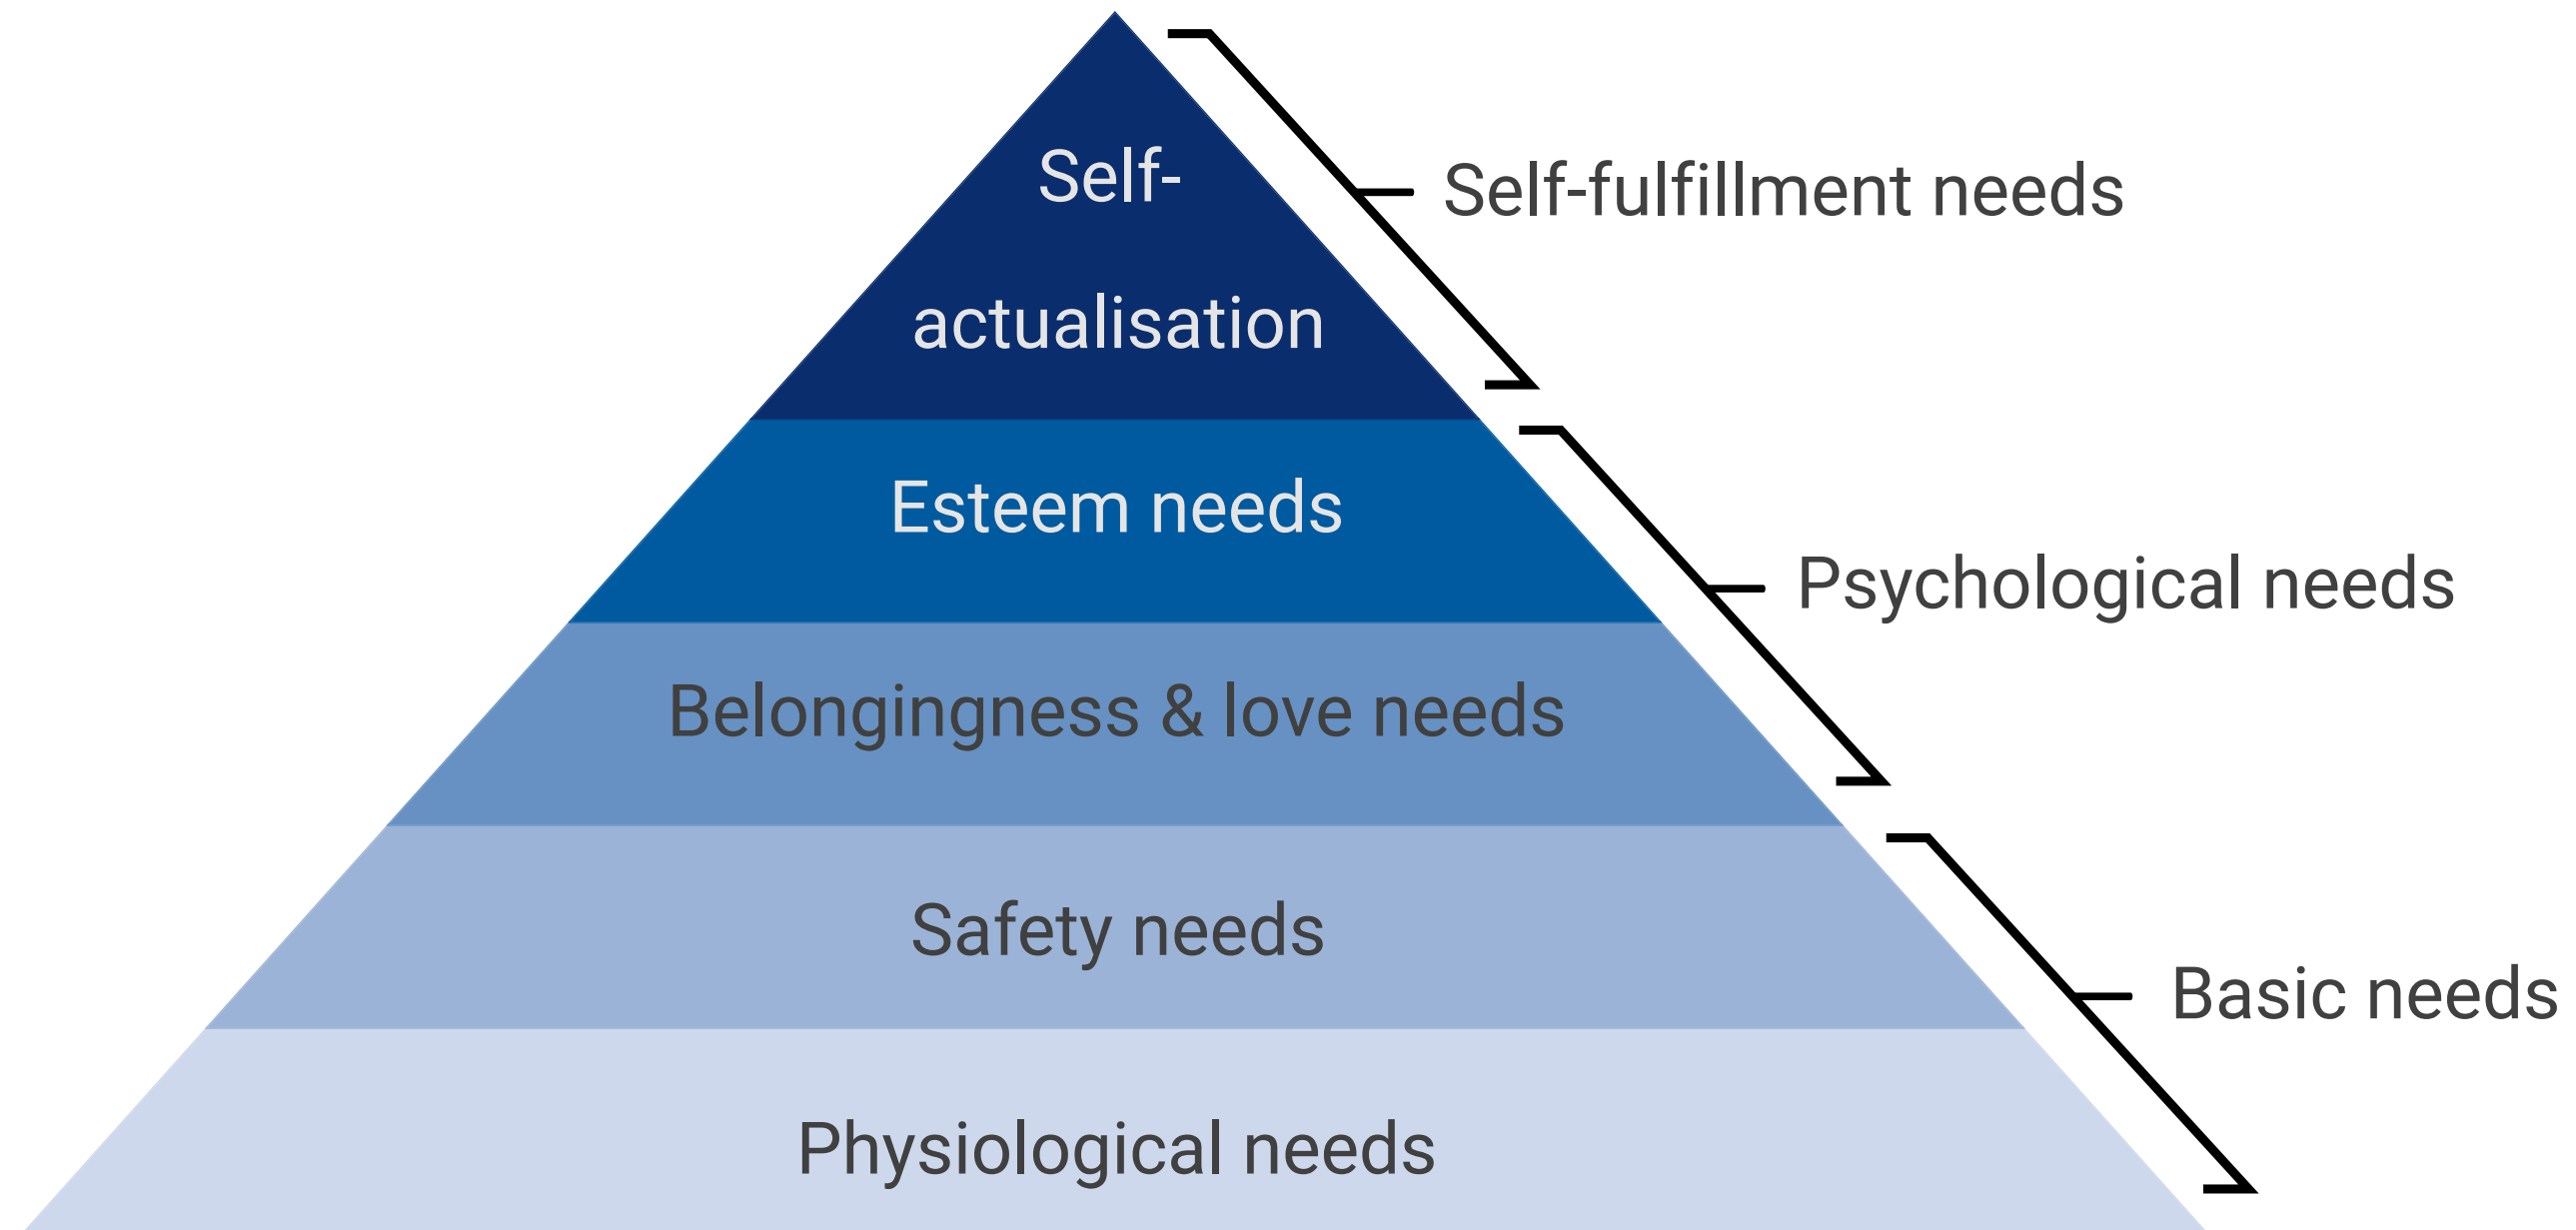 Self-
actualisation
Self-fulfillment needs
Esteem needs
Psychological needs
Belongingness & love needs
Safety needs
Basic needs
Physiological needs